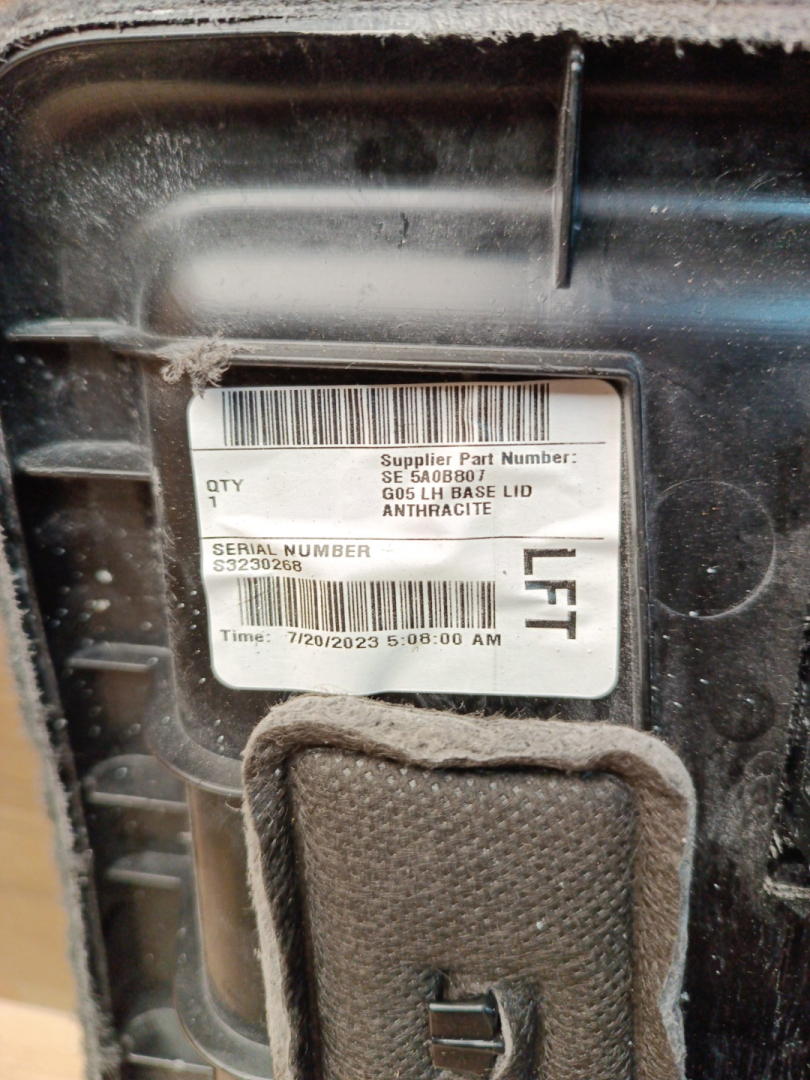 Supplier Part Number:
SE 5A0B807
G05 LH BASE LID
ANTHRACITE
QTY
1
SERIAL NUMBER
S3230268
LFT
Time: 7/20/2023 5:08:00 AM